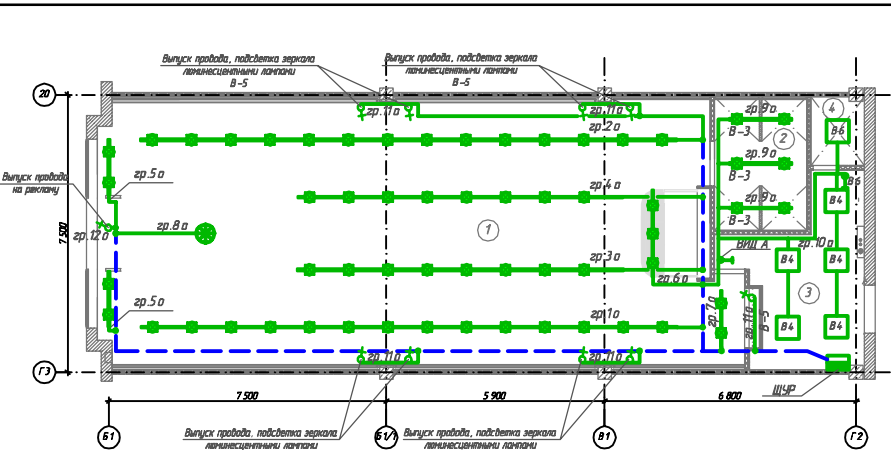 Выпуск провода, подсветка зеркала
люминесцентными лампами
В-5
Выпуск провода, подсветка зеркала
люминесцентными лампами
В-5
20
гр.11о
гр.11о
гр.2о
гр.9о
4
В6
В-3
2
гр.5о
гр.9о
В-3
Выпуск провода
на рекламу
гр.4о
В6
В4
В4
гр.9о
В-3
гр.8о
1
гр.12о
7 500
ВИД А
гр.10о
В4
В4
гр.3о
гр.6о
3
гр.5о
гр.1о
гр.7о
гр.11о
В-5
В4
В4
гр.11о
гр.11о
Г3
ЩУР
7 500
5 900
6 800
Б1
Б1/1
В1
Г2
Выпуск провода, подсветка зеркала
люминесцентными лампами
Выпуск провода, подсветка зеркала
люминесцентными лампами